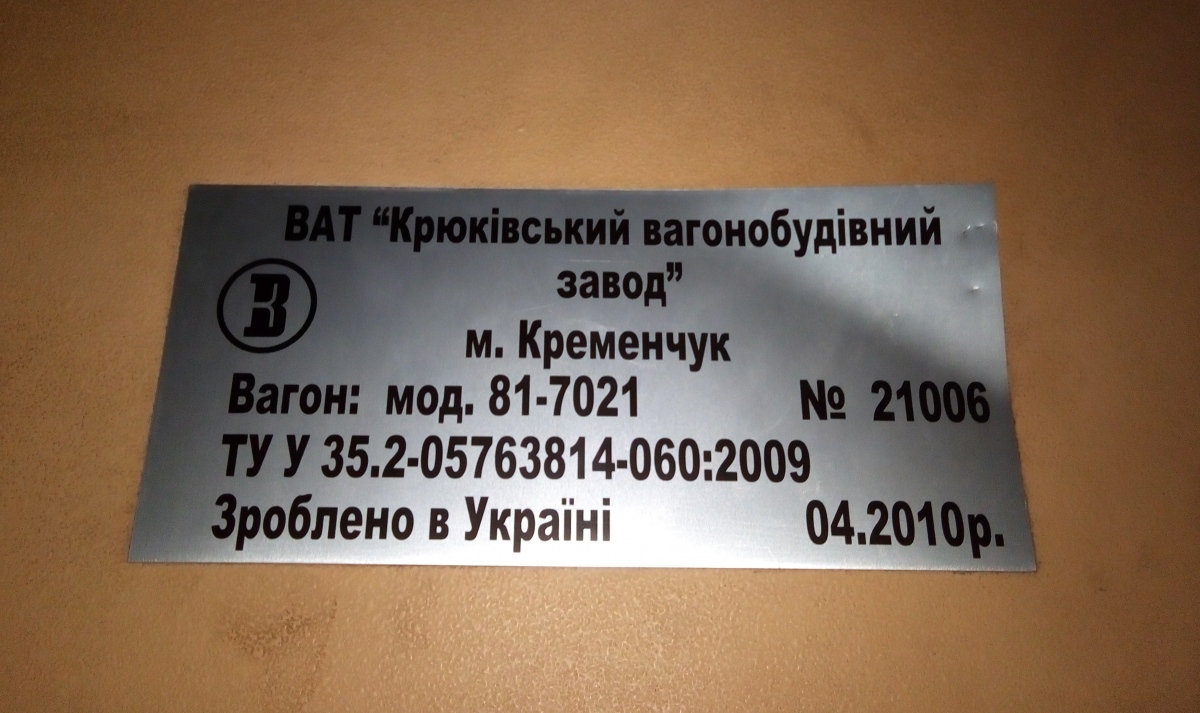 ВАТ “Крюківський вагонобудівний
завод”
м. Кременчук
Вагон: мод. 81-7021 № 21006
ТУ У 35.2-05763814-060:2009
Зроблено в Україні 04.2010р.